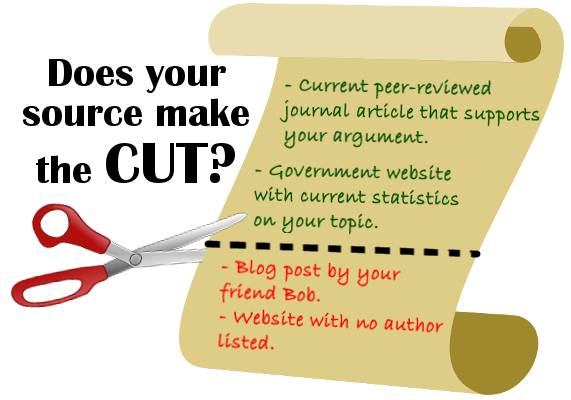 Does your
source make
the CUT?
- Current peer-reviewed
journal article that supports
your argument.
- Government website
with current statistics
on your topic.
- Blog post by your
friend Bob.
- Website with no author
listed.